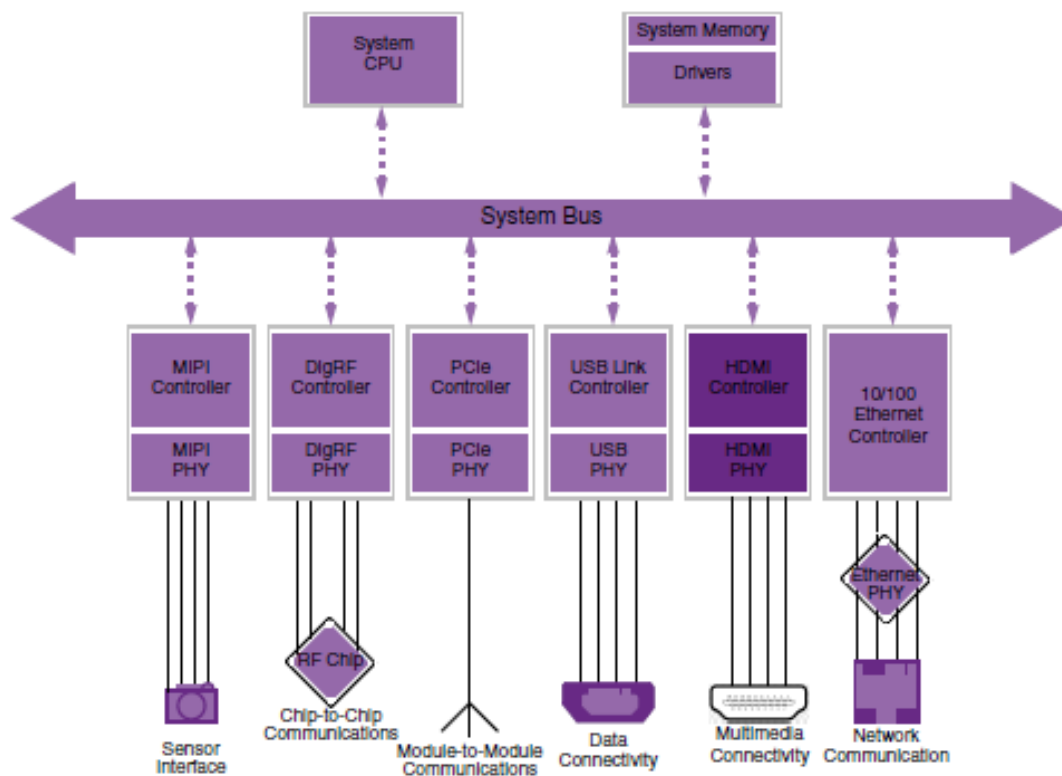 System
CPU
System Memory
Drivers
System Bus
MIPI
Controller
MIPI
PHY
DigRF
Controller
DigRF
PHY
PCIe
Controller
PCIe
PHY
USB Link
Controller
USB
PHY
HDMI
Controller
HDMI
PHY
10/100
Ethernet
Controller
Ethernet
PHY
RF Chip
Sensor
Interface
Chip-to-Chip
Communications
Module-to-Module
Communications
Data
Connectivity
Multimedia
Connectivity
Network
Communication